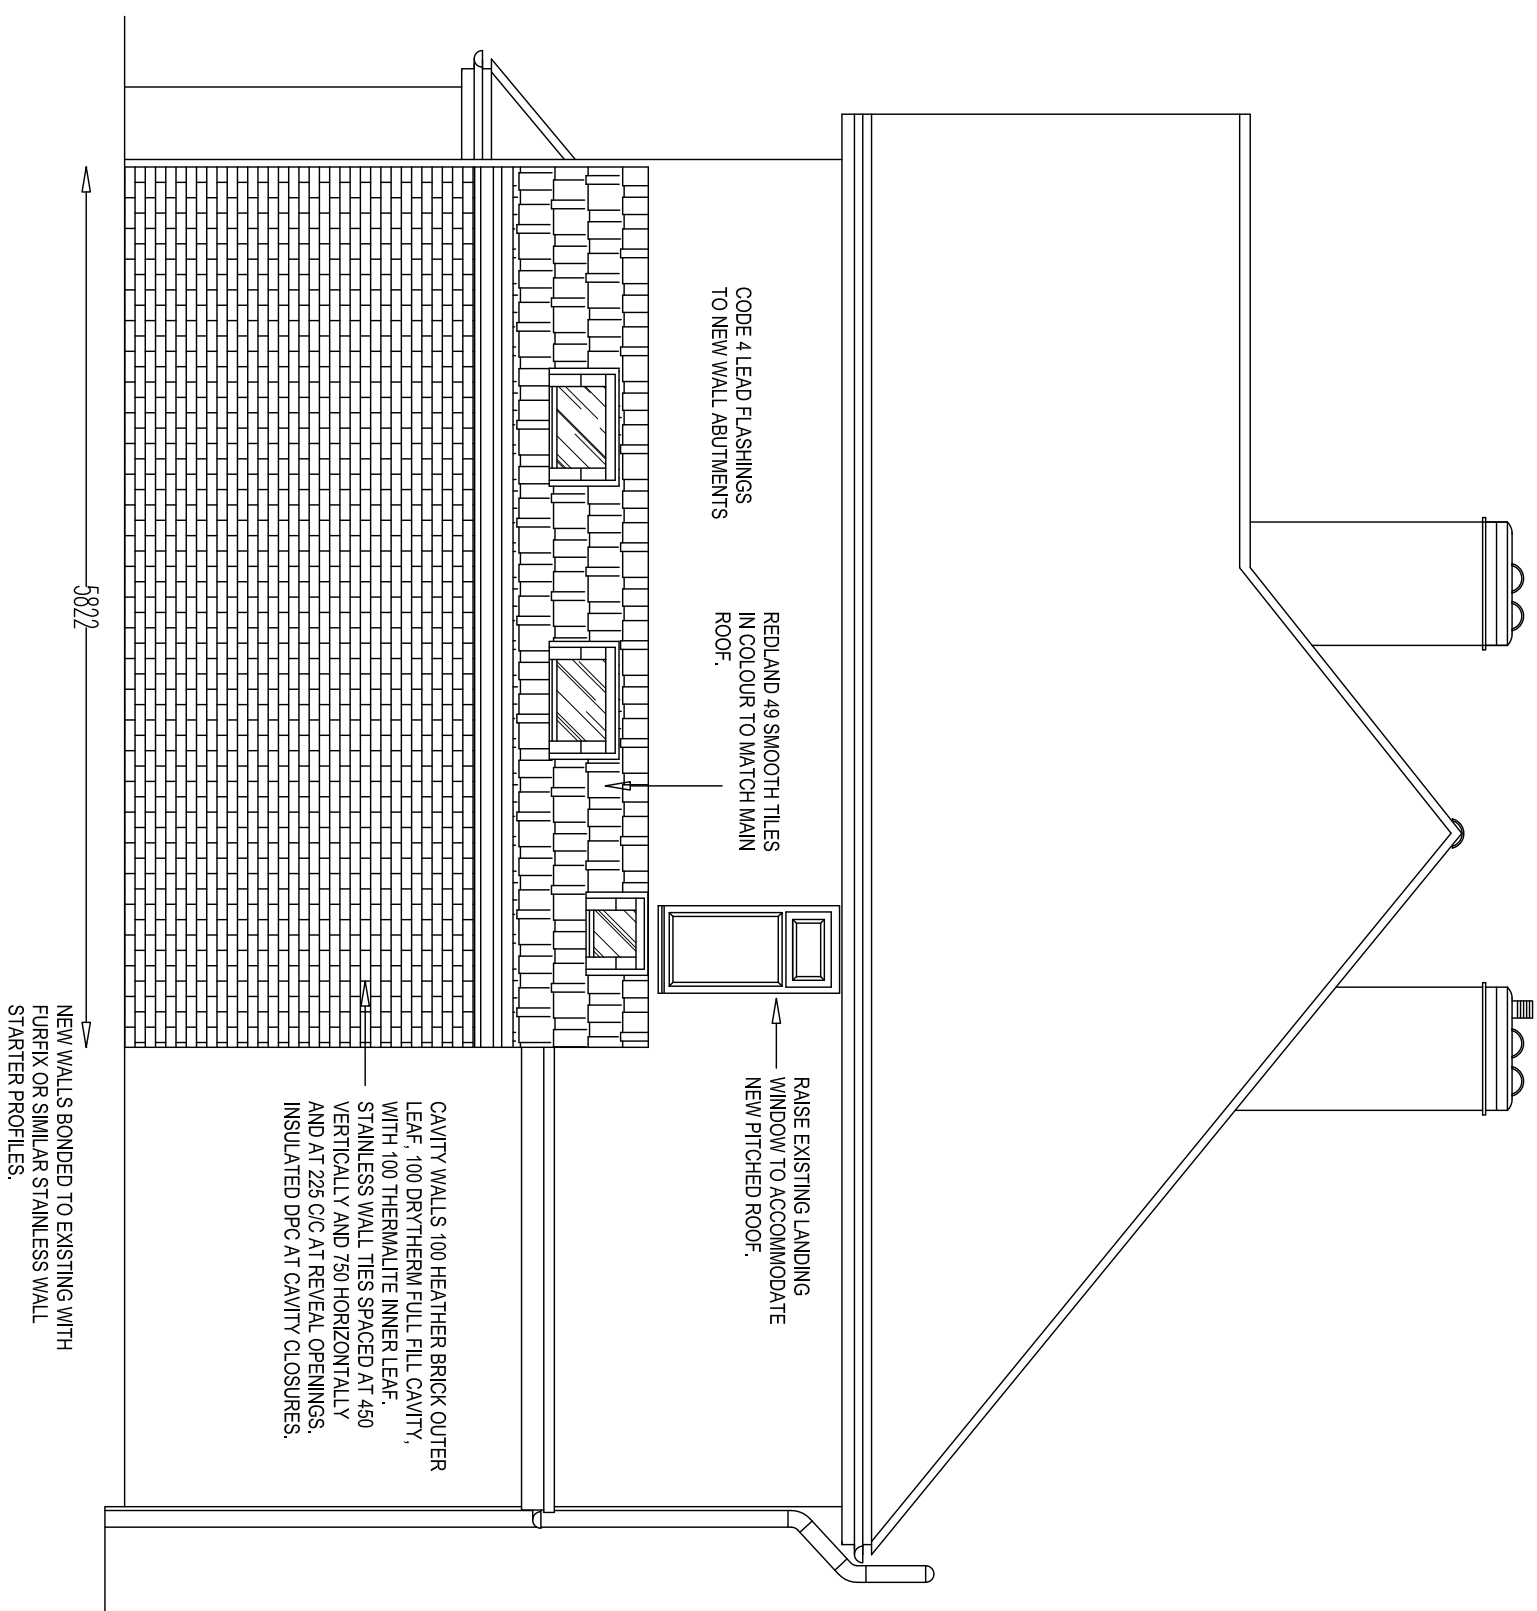 CODE 4 LEAD FLASHINGS
TO NEW WALL ABUTMENTS
REDLAND 49 SMOOTH TILES
IN COLOUR TO MATCH MAIN
ROOF.
RAISE EXISTING LANDING
WINDOW TO ACCOMMODATE
NEW PITCHED ROOF.
CAVITY WALLS 100 HEATHER BRICK OUTER
LEAF, 100 DRYTHERM FULL FILL CAVITY,
WITH 100 THERMALITE INNER LEAF.
STAINLESS WALL TIES SPACED AT 450
VERTICALLY AND 750 HORIZONTALLY
AND AT 225 C/C AT REVEAL OPENINGS.
INSULATED DPC AT CAVITY CLOSURES.
5822
NEW WALLS BONDED TO EXISTING WITH
FURFIX OR SIMILAR STAINLESS WALL
STARTER PROFILES.